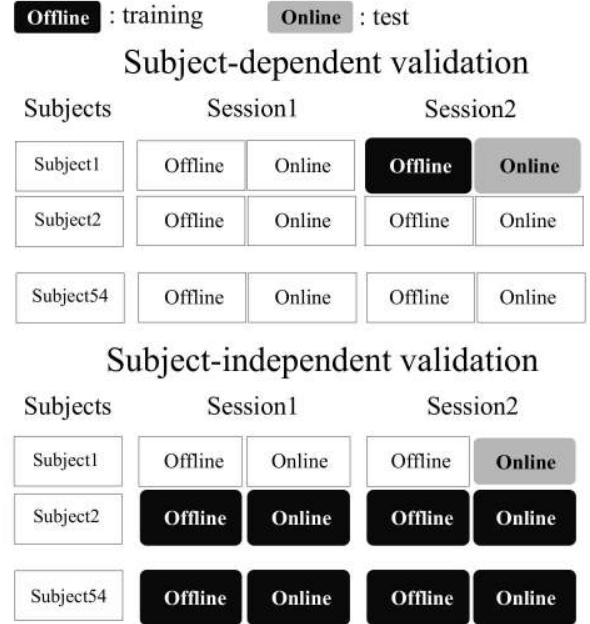 Offline : training Online : test
Subject-dependent validation
Subjects Session1 Session2
Subject1 Offline Online Offline Online
Subject2 Offline Online Offline Online
Subject54 Offline Online Offline Online
Subject-independent validation
Subjects Session1 Session2
Subject1 Offline Online Offline Online
Subject2 Offline Online Offline Online
Subject54 Offline Online Offline Online